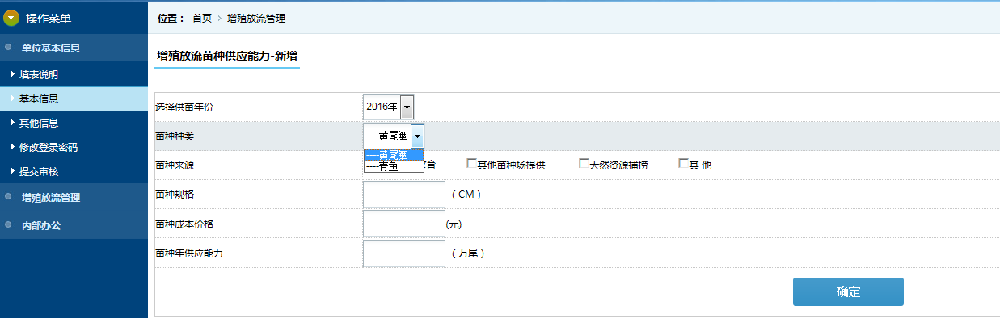 操作菜单
位置： 首页 › 增殖放流管理
单位基本信息
填表说明
基本信息
其他信息
修改登录密码
提交审核
增殖放流管理
内部办公
增殖放流苗种供应能力-新增
选择供苗年份 2016年
苗种种类 ----黄尾鲴
----黄尾鲴
----青鱼
苗种来源 育 其他苗种场提供 天然资源捕捞 其 他
苗种规格 （CM）
苗种成本价格 (元)
苗种年供应能力 （万尾）
确定